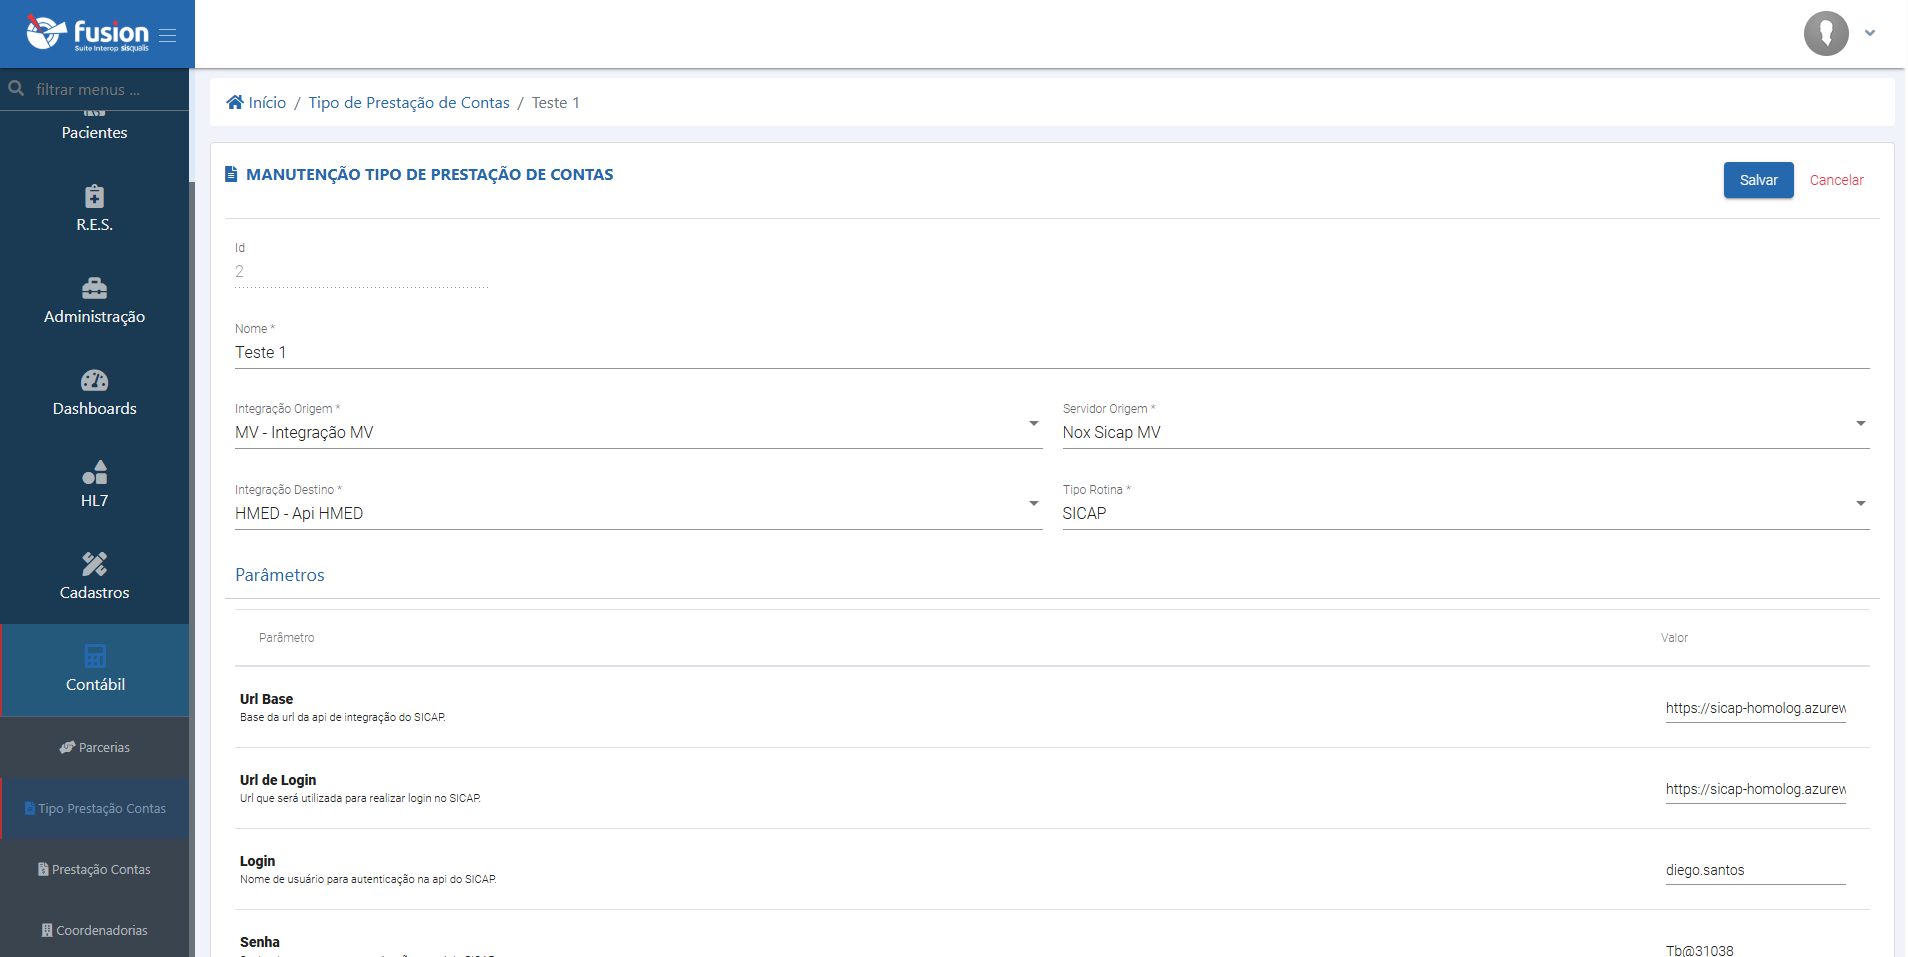 fusion
Suite Interop sisqualis
filtrar menus ...
Pacientes
R.E.S.
Administração
Dashboards
HL7
Cadastros
Contábil
Parcerias
Tipo Prestação Contas
Prestação Contas
Coordenadorias
Início / Tipo de Prestação de Contas / Teste 1
MANUTENÇÃO TIPO DE PRESTAÇÃO DE CONTAS
Salvar
Cancelar
Id
2
Nome *
Teste 1
Integração Origem *
MV - Integração MV
Servidor Origem *
Nox Sicap MV
Integração Destino *
HMED - Api HMED
Tipo Rotina *
SICAP
Parâmetros
Parâmetro
Valor
Url Base
Base da url da api de integração do SICAP.
https://sicap-homolog.azurew
Url de Login
Url que será utilizada para realizar login no SICAP.
https://sicap-homolog.azurew
Login
Nome de usuário para autenticação na api do SICAP.
diego.santos
Senha
Tb@31038